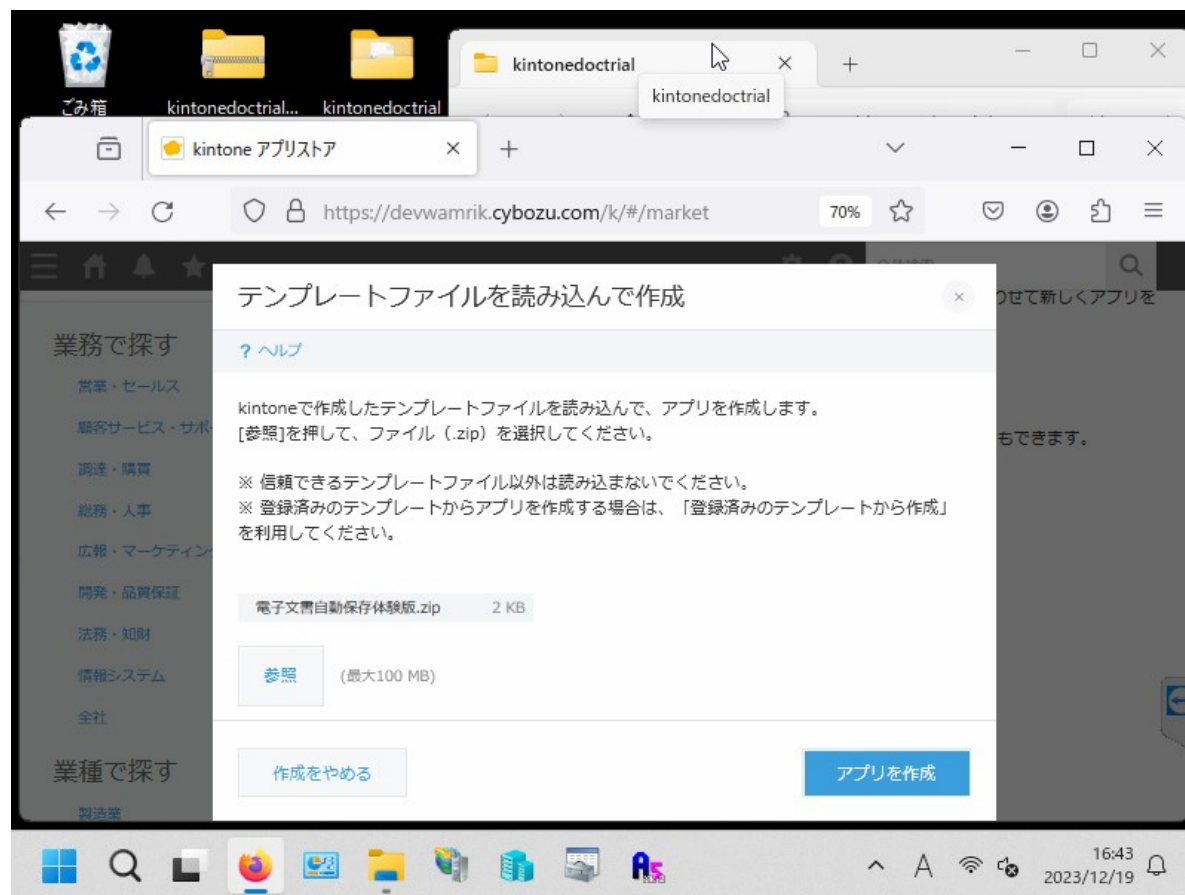 ごみ箱
kintonedoctrial...
kintonedoctrial
kintonedoctrial
kintonedoctrial
kintone アプリストア
https://devwamrik.cybozu.com/k/#/market
70%
テンプレートファイルを読み込んで作成
わせて新しくアプリを
? ヘルプ
業務で探す
営業・セールス
顧客サービス・サポ
調達・購買
総務・人事
広報・マーケティン
開発・品質保証
法務・知財
情報システム
全社
業種で探す
製造業
kintoneで作成したテンプレートファイルを読み込んで、アプリを作成します。
[参照]を押して、ファイル（.zip）を選択してください。
もできます。
※ 信頼できるテンプレートファイル以外は読み込まないでください。
※ 登録済みのテンプレートからアプリを作成する場合は、「登録済みのテンプレートから作成」
を利用してください。
電子文書自動保存体験版.zip 2 KB
参照 (最大100 MB)
作成をやめる
アプリを作成
A
16:43
2023/12/19